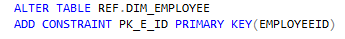 ALTER TABLE REF.DIM_EMPLOYEE
ADD CONSTRAINT PK_E_ID PRIMARY KEY(EMPLOYEEID)